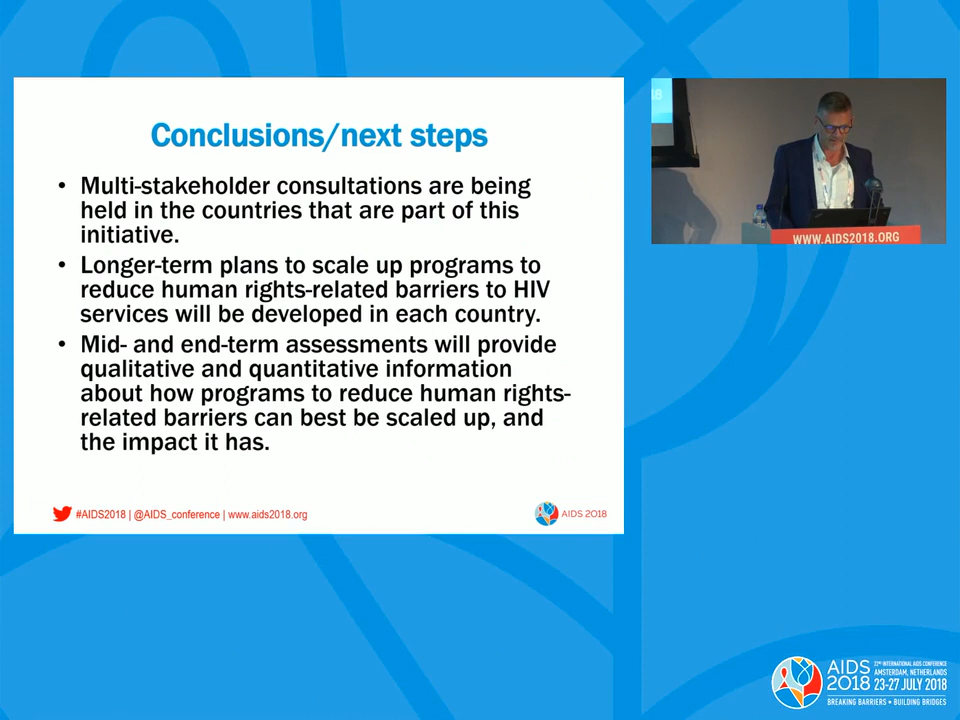 Conclusions/next steps
• Multi-stakeholder consultations are being
held in the countries that are part of this
initiative.
• Longer-term plans to scale up programs to
reduce human rights-related barriers to HIV
services will be developed in each country.
• Mid- and end-term assessments will provide
qualitative and quantitative information
about how programs to reduce human rights-
related barriers can best be scaled up, and
the impact it has.
#AIDS2018 | @AIDS_conference | www.aids2018.org
AIDS 2018
WWW.AIDS2018.ORG
AIDS
2018
22ND INTERNATIONAL AIDS CONFERENCE
AMSTERDAM, NETHERLANDS
23-27 JULY 2018
BREAKING BARRIERS • BUILDING BRIDGES